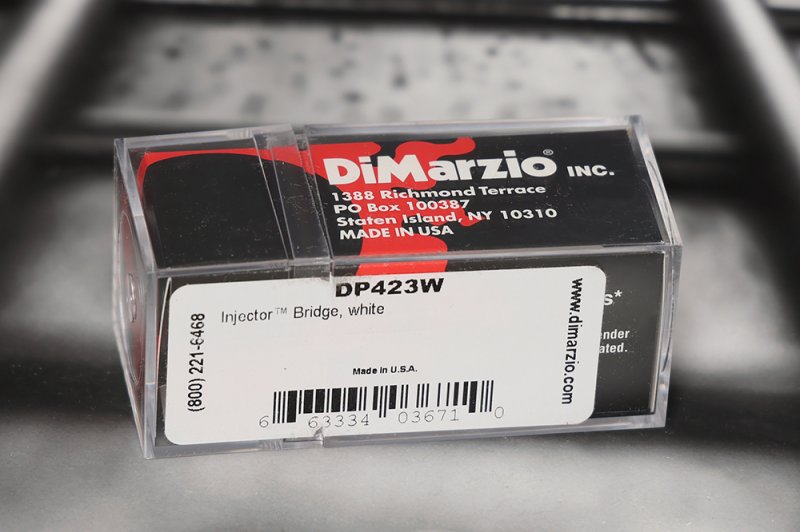 DiMarzio® INC.
1388 Richmond Terrace
PO Box 100387
Staten Island, NY 10310
MADE IN USA
DP423W
Injector™ Bridge, white
(800) 221-6468
www.dimarzio.com
Made in U.S.A.
6 63334 03671 0